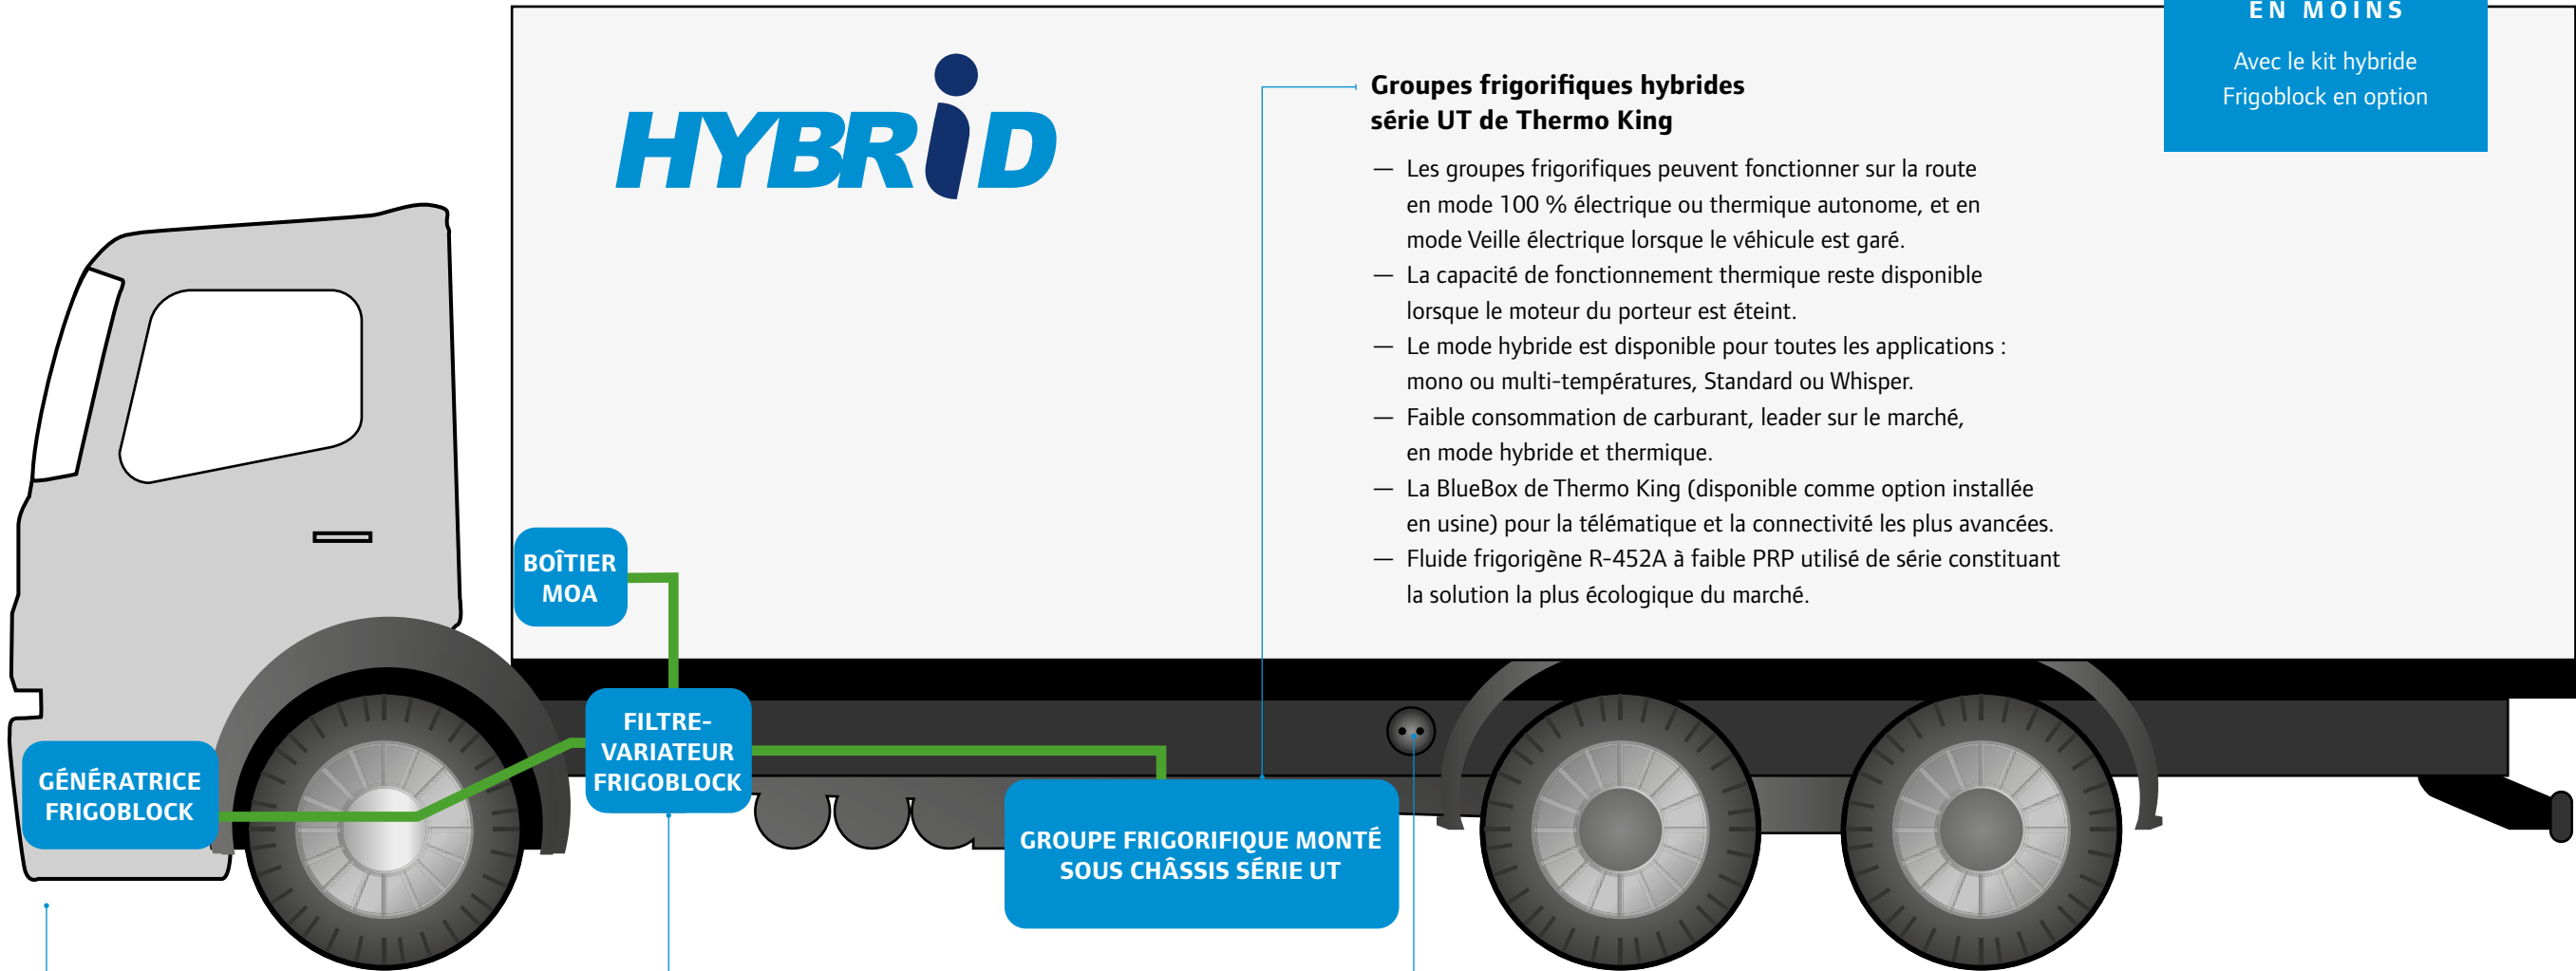 EN MOINS
Avec le kit hybride
Frigoblock en option
HYBRiD
Groupes frigorifiques hybrides
série UT de Thermo King
— Les groupes frigorifiques peuvent fonctionner sur la route
en mode 100 % électrique ou thermique autonome, et en
mode Veille électrique lorsque le véhicule est garé.
— La capacité de fonctionnement thermique reste disponible
lorsque le moteur du porteur est éteint.
— Le mode hybride est disponible pour toutes les applications :
mono ou multi-températures, Standard ou Whisper.
— Faible consommation de carburant, leader sur le marché,
en mode hybride et thermique.
— La BlueBox de Thermo King (disponible comme option installée
en usine) pour la télématique et la connectivité les plus avancées.
— Fluide frigorigène R-452A à faible PRP utilisé de série constituant
la solution la plus écologique du marché.
BOÎTIER
MOA
FILTRE-
VARIATEUR
FRIGOBLOCK
GÉNÉRATRICE
FRIGOBLOCK
GROUPE FRIGORIFIQUE MONTÉ
SOUS CHÂSSIS SÉRIE UT